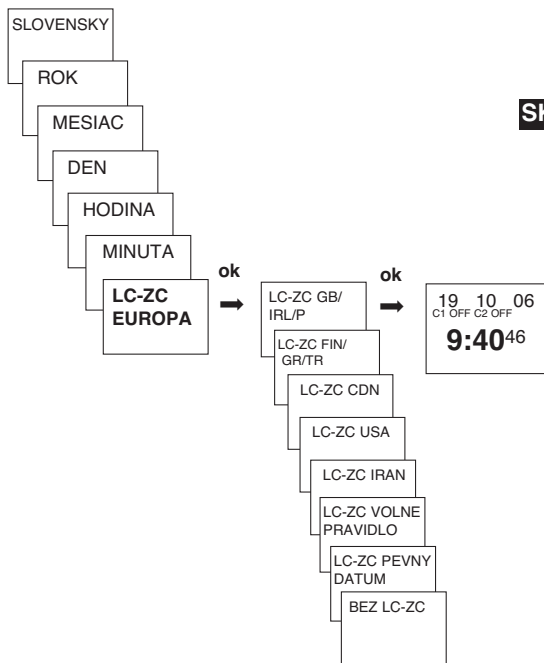 SLOVENSKY
ROK
MESIAC
DEN
HODINA
MINUTA
LC-ZC
EUROPA
ok
LC-ZC GB/
IRL/P
LC-ZC FIN/
GR/TR
LC-ZC CDN
LC-ZC USA
LC-ZC IRAN
LC-ZC VOLNE
PRAVIDLO
LC-ZC PEVNY
DATUM
BEZ LC-ZC
ok
19 10 06
C1 OFF C2 OFF
9:40 46